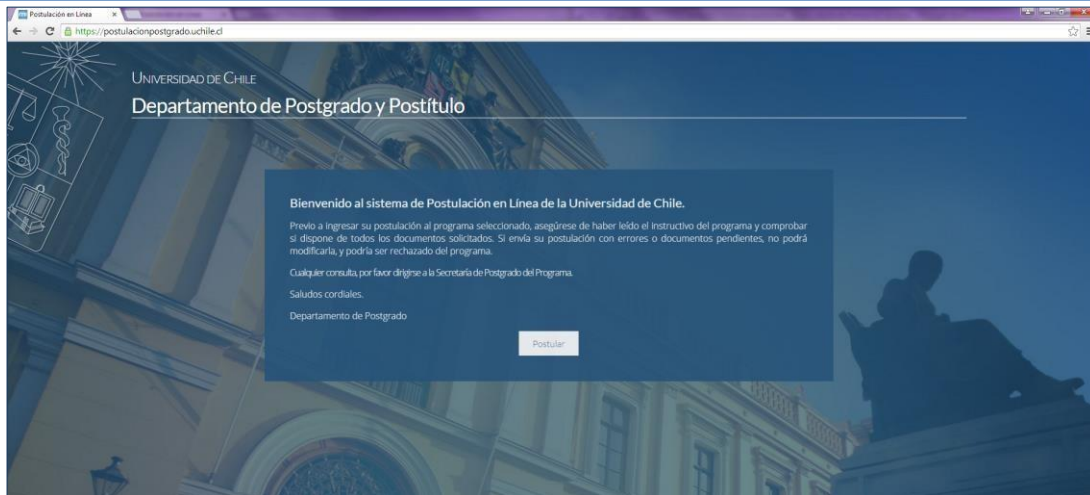 Postulación en Línea
https://postulacionpostgrado.uchile.cl
UNIVERSIDAD DE CHILE
Departamento de Postgrado y Postítulo
Bienvenido al sistema de Postulación en Línea de la Universidad de Chile.
Previo a ingresar su postulación al programa seleccionado, asegúrese de haber leído el instructivo del programa y comprobar
si dispone de todos los documentos solicitados. Si envía su postulación con errores o documentos pendientes, no podrá
modificarla, y podría ser rechazado del programa.
Cualquier consulta, por favor dirigirse a la Secretaría de Postgrado del Programa.
Saludos cordiales.
Departamento de Postgrado
Postular